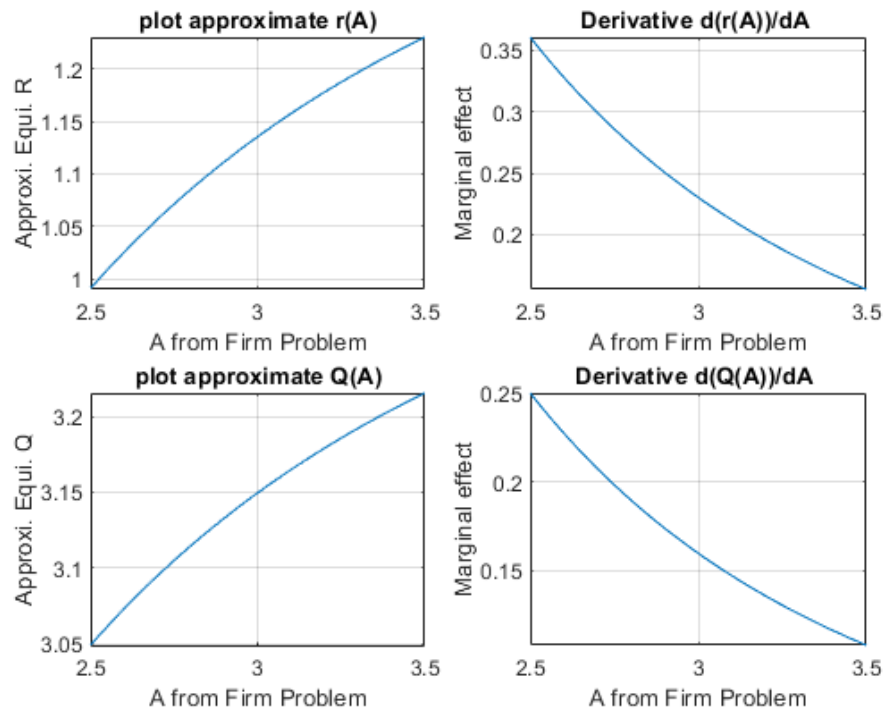 plot approximate r(A)
Approxi. Equi. R
1.2
1.15
1.1
1.05
1
2.5 3 3.5
A from Firm Problem
Derivative d(r(A))/dA
Marginal effect
0.35
0.3
0.25
0.2
2.5 3 3.5
A from Firm Problem
plot approximate Q(A)
Approxi. Equi. Q
3.2
3.15
3.1
3.05
2.5 3 3.5
A from Firm Problem
Derivative d(Q(A))/dA
Marginal effect
0.25
0.2
0.15
2.5 3 3.5
A from Firm Problem